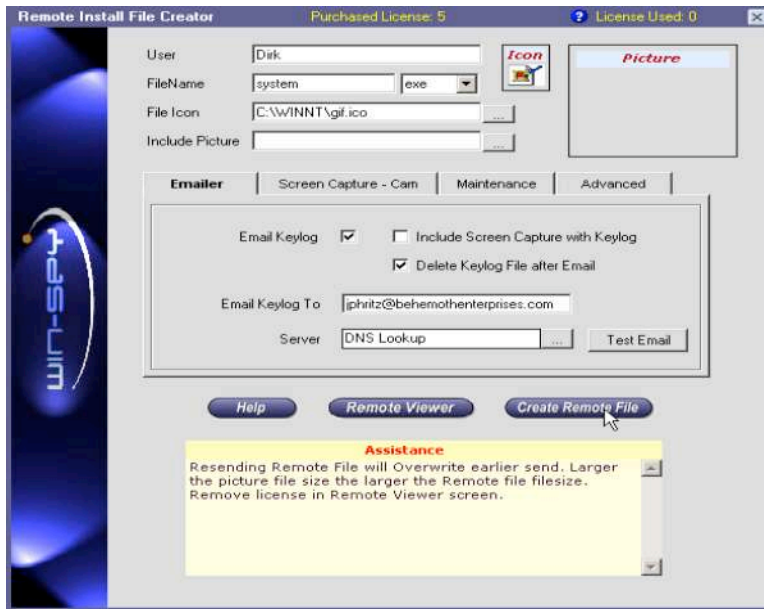 Remote Install File Creator Purchased License: 5 ? License Used: 0
User Dirk
Icon
Picture
FileName system exe
File Icon C:\WINNT\gif.ico ...
Include Picture ...
Emailer Screen Capture - Cam Maintenance Advanced
Email Keylog Include Screen Capture with Keylog
Delete Keylog File after Email
Email Keylog To jphritz@behemothenterprises.com
Server DNS Lookup ... Test Email
win-spy
Help Remote Viewer Create Remote File
Assistance
Resending Remote File will Overwrite earlier send. Larger
the picture file size the larger the Remote file filesize.
Remove license in Remote Viewer screen.